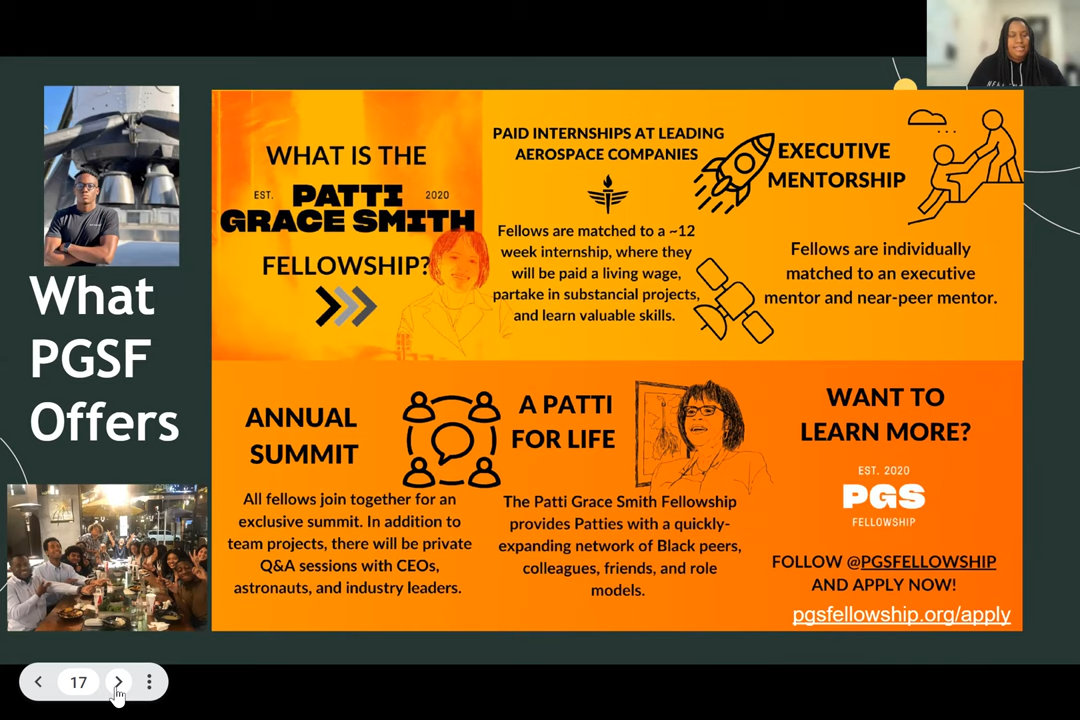 What
PGSF
Offers
WHAT IS THE
EST. PATTI 2020
GRACE SMITH
FELLOWSHIP?
PAID INTERNSHIPS AT LEADING
AEROSPACE COMPANIES
Fellows are matched to a ~12
week internship, where they
will be paid a living wage,
partake in substancial projects,
and learn valuable skills.
EXECUTIVE
MENTORSHIP
Fellows are individually
matched to an executive
mentor and near-peer mentor.
ANNUAL
SUMMIT
All fellows join together for an
exclusive summit. In addition to
team projects, there will be private
Q&A sessions with CEOs,
astronauts, and industry leaders.
A PATTI
FOR LIFE
The Patti Grace Smith Fellowship
provides Patties with a quickly-
expanding network of Black peers,
colleagues, friends, and role
models.
WANT TO
LEARN MORE?
EST. 2020
PGS
FELLOWSHIP
FOLLOW @PGSFELLOWSHIP
AND APPLY NOW!
pgsfellowship.org/apply
17